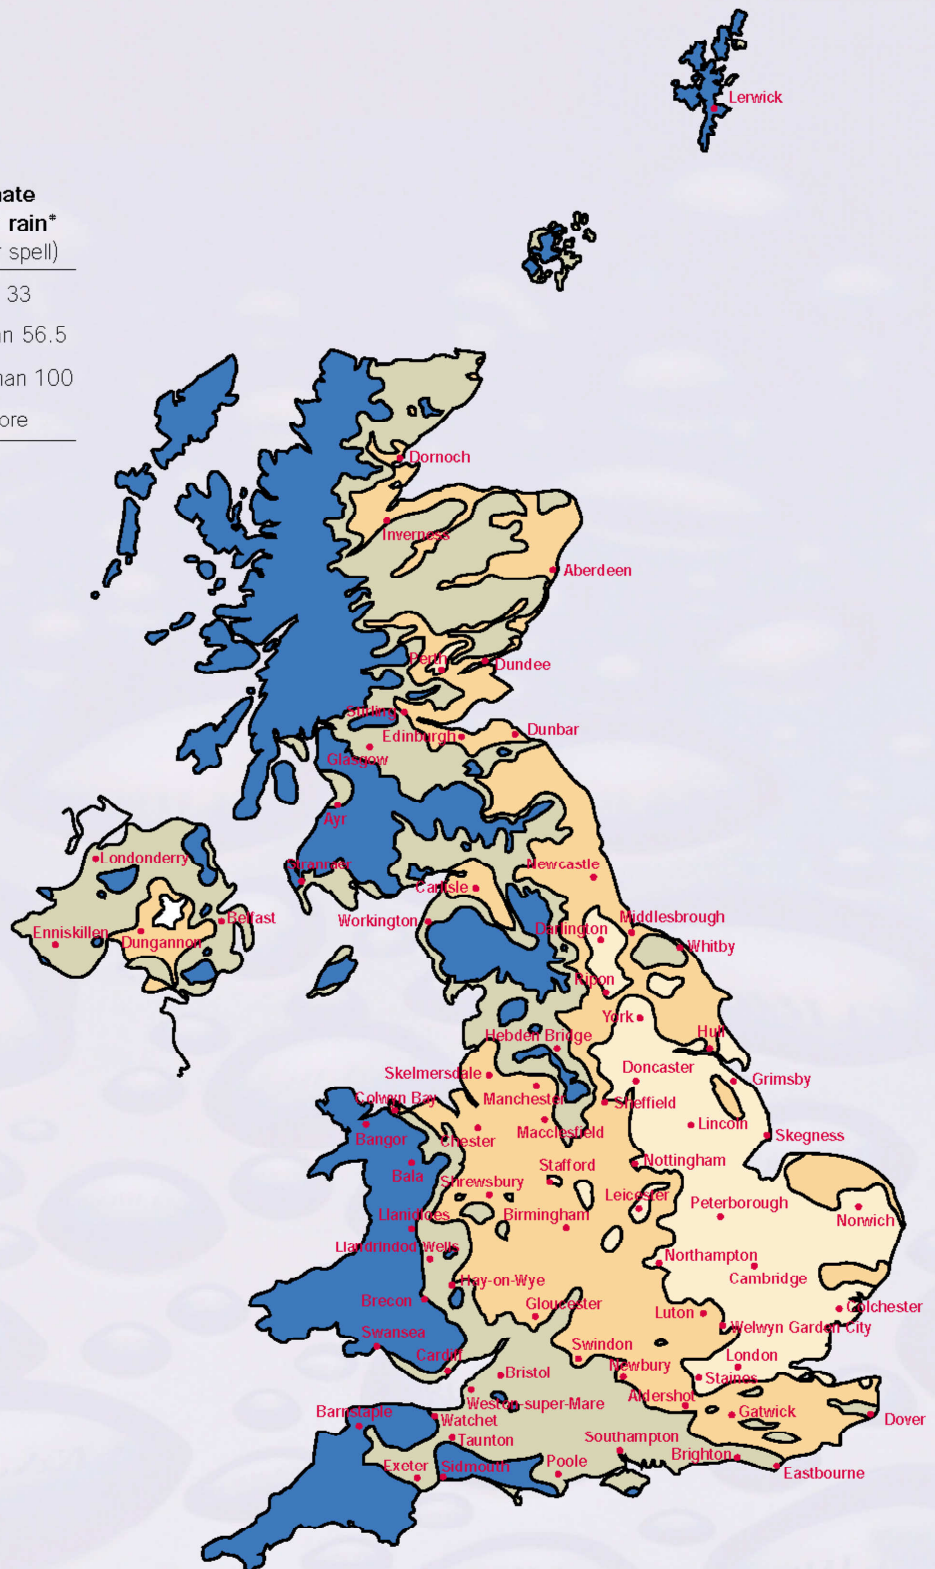 rain*
spell)
33
56.5
100
Lerwick
Dornoch
Inverness
Aberdeen
Perth
Dundee
Stirling
Edinburgh
Dunbar
Glasgow
Ayr
Londonderry
Stranraer
Newcastle
Carlisle
Workington
Belfast
Middlesbrough
Darlington
Enniskillen
Dungannon
Whitby
Ripon
York
Hull
Hebden Bridge
Skelmersdale
Doncaster
Grimsby
Manchester
Colwyn Bay
Sheffield
Bangor
Chester
Macclesfield
Lincoln
Skegness
Bala
Stafford
Nottingham
Shrewsbury
Leicester
Peterborough
Norwich
Llanidloes
Birmingham
Llandrindod Wells
Northampton
Cambridge
Hay-on-Wye
Brecon
Gloucester
Luton
Colchester
Welwyn Garden City
Swansea
Swindon
London
Cardiff
Bristol
Newbury
Staines
Weston-super-Mare
Aldershot
Gatwick
Dover
Barnstaple
Watchet
Taunton
Southampton
Brighton
Exeter
Sidmouth
Poole
Eastbourne